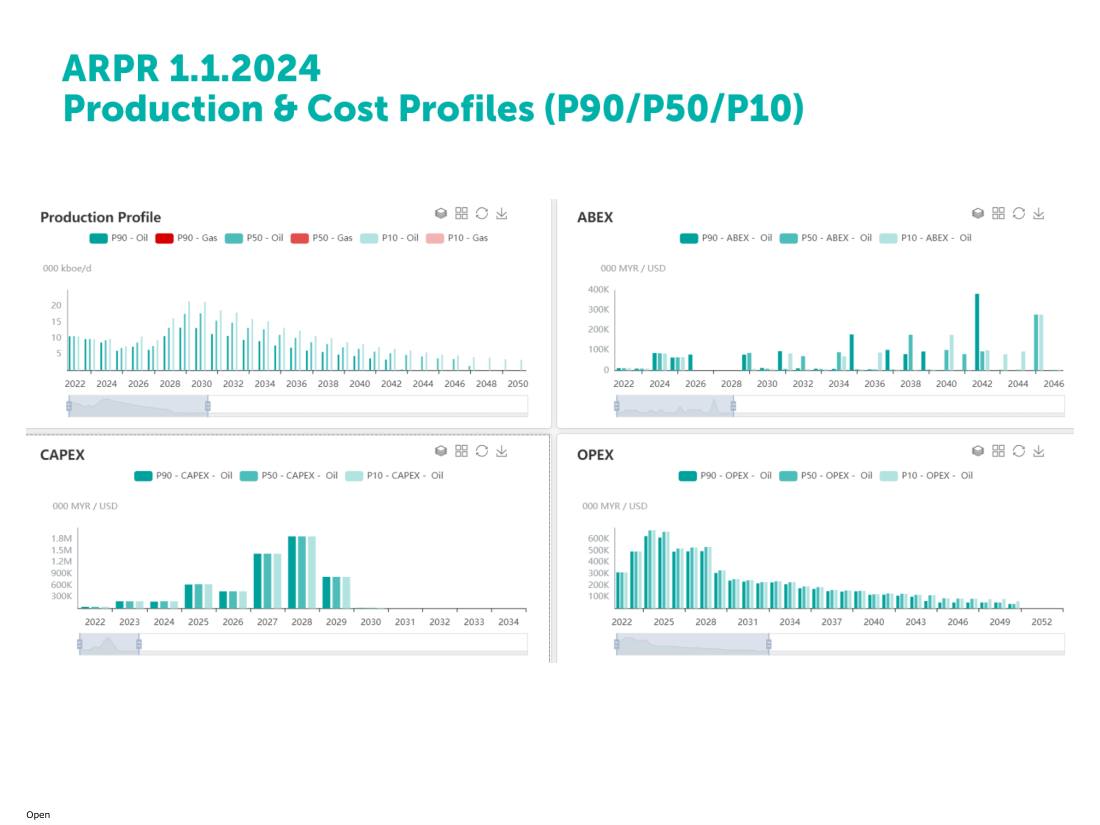 ARPR 1.1.2024
Production & Cost Profiles (P90/P50/P10)
Production Profile
P90 - Oil P90 - Gas P50 - Oil P50 - Gas P10 - Oil P10 - Gas
000 kboe/d
20
15
10
5
2022 2024 2026 2028 2030 2032 2034 2036 2038 2040 2042 2044 2046 2048 2050
ABEX
P90 - ABEX - Oil P50 - ABEX - Oil P10 - ABEX - Oil
000 MYR / USD
400K
300K
200K
100K
0
2022 2024 2026 2028 2030 2032 2034 2036 2038 2040 2042 2044 2046
CAPEX
P90 - CAPEX - Oil P50 - CAPEX - Oil P10 - CAPEX - Oil
000 MYR / USD
1.8M
1.5M
1.2M
900K
600K
300K
2022 2023 2024 2025 2026 2027 2028 2029 2030 2031 2032 2033 2034
OPEX
P90 - OPEX - Oil P50 - OPEX - Oil P10 - OPEX - Oil
000 MYR / USD
600K
500K
400K
300K
200K
100K
2022 2025 2028 2031 2034 2037 2040 2043 2046 2049 2052
Open